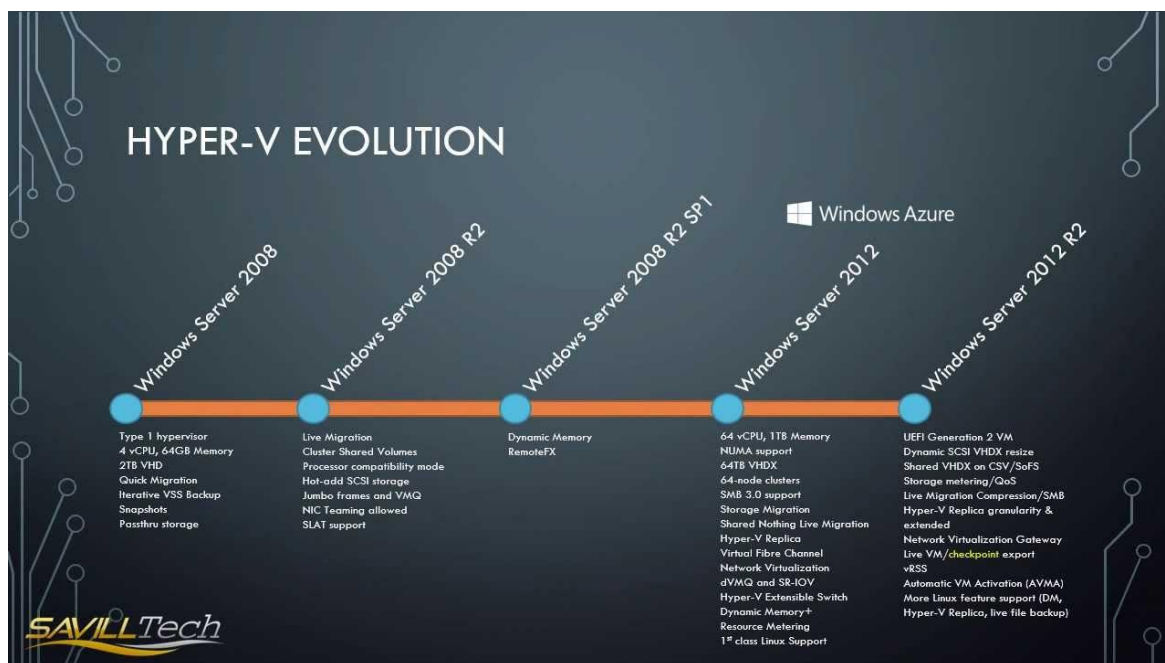 HYPER-V EVOLUTION
Windows Azure
Windows Server 2008
Windows Server 2008 R2
Windows Server 2008 R2 SP1
Windows Server 2012
Windows Server 2012 R2
Type 1 hypervisor
4 vCPU, 64GB Memory
2TB VHD
Quick Migration
Iterative VSS Backup
Snapshots
Passthru storage
Live Migration
Cluster Shared Volumes
Processor compatibility mode
Hot-add SCSI storage
Jumbo frames and VMQ
NIC Teaming allowed
SLAT support
Dynamic Memory
RemoteFX
64 vCPU, 1TB Memory
NUMA support
64TB VHDX
64-node clusters
SMB 3.0 support
Storage Migration
Shared Nothing Live Migration
Hyper-V Replica
Virtual Fibre Channel
Network Virtualization
dVMQ and SR-IOV
Hyper-V Extensible Switch
Dynamic Memory+
Resource Metering
1st class Linux Support
UEFI Generation 2 VM
Dynamic SCSI VHDX resize
Shared VHDX on CSV/SoFS
Storage metering/QoS
Live Migration Compression/SMB
Hyper-V Replica granularity &
extended
Network Virtualization Gateway
Live VM/checkpoint export
vRSS
Automatic VM Activation (AVMA)
More Linux feature support (DM,
Hyper-V Replica, live file backup)
SAVILLTech